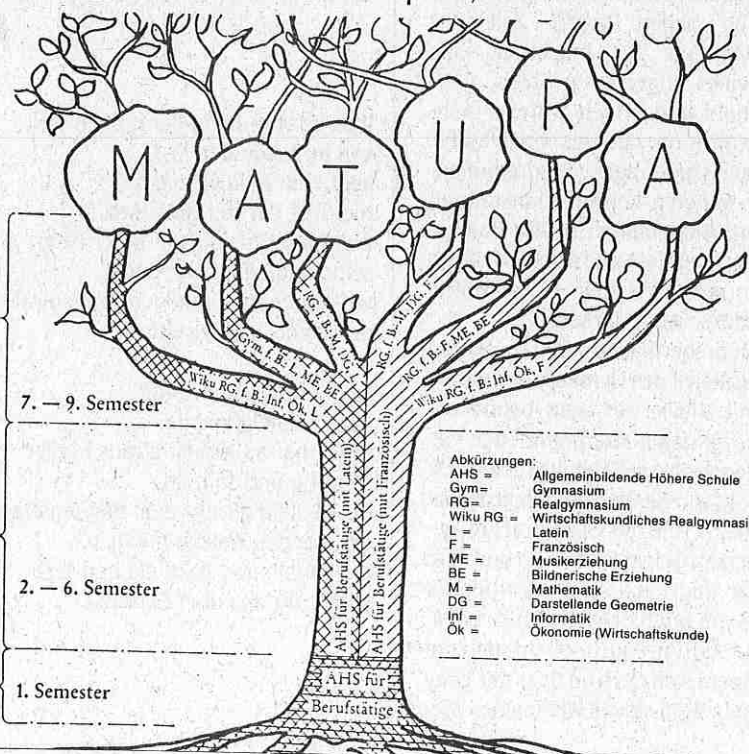 M A T U R A
Wiku RG, f. B.: Inf, Ök, L
Gym, f. B.: L, ME, BE
RG, f. B.: M, DG, L
RG, f. B.: M, DG, F
RG, f. B.: F, ME, BE
Wiku RG, f. B.: Inf, Ök, F
7. — 9. Semester
AHS für Berufstätige (mit Latein)
AHS für Berufstätige (mit Französisch)
Abkürzungen:
AHS = Allgemeinbildende Höhere Schule
Gym= Gymnasium
RG= Realgymnasium
Wiku RG = Wirtschaftskundliches Realgymnasi
L = Latein
F = Französisch
ME = Musikerziehung
BE = Bildnerische Erziehung
M = Mathematik
DG = Darstellende Geometrie
Inf = Informatik
Ök = Ökonomie (Wirtschaftskunde)
2. — 6. Semester
1. Semester
AHS für
Berufstätige